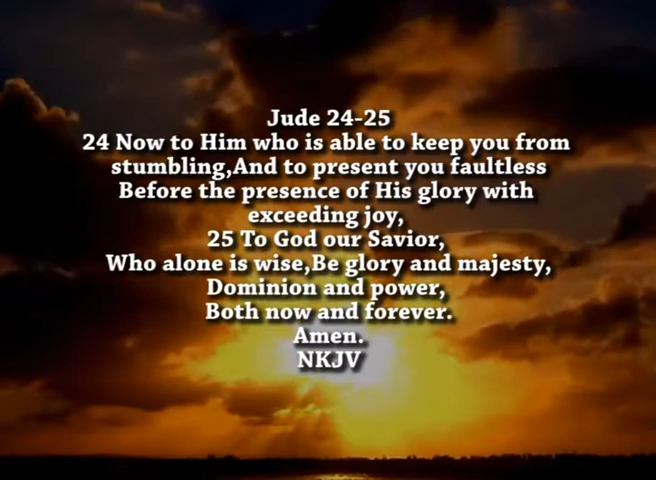 Jude 24-25
24 Now to Him who is able to keep you from
stumbling,And to present you faultless
Before the presence of His glory with
exceeding joy,
25 To God our Savior,
Who alone is wise,Be glory and majesty,
Dominion and power,
Both now and forever.
Amen.
NKJV